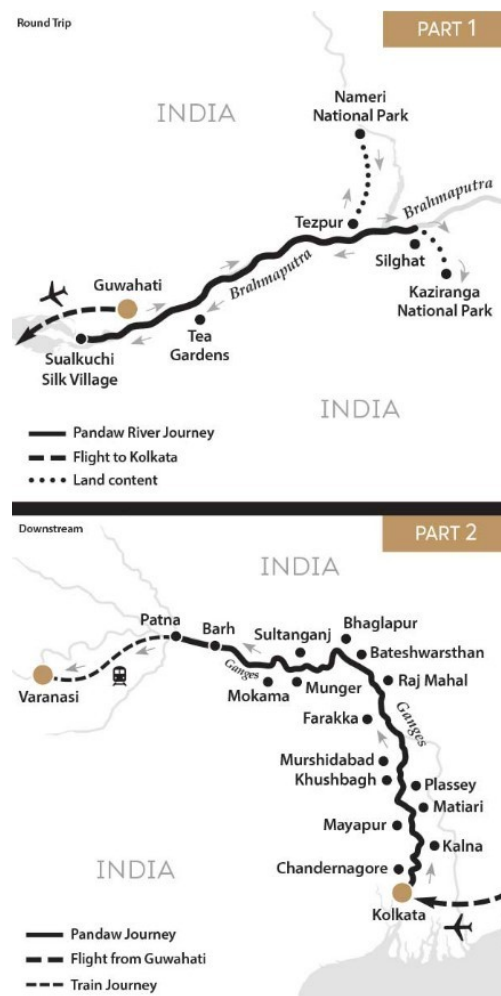 Round Trip
PART 1
INDIA
Nameri
National Park
Brahmaputra
Tezpur
Silghat
Guwahati
Brahmaputra
Kaziranga
National Park
Tea
Gardens
Sualkuchi
Silk Village
INDIA
Pandaw River Journey
Flight to Kolkata
Land content
Downstream
PART 2
INDIA
Patna
Barh
Sultanganj
Bhaglapur
Bateshwarsthan
Ganges
Varanasi
Mokama
Munger
Raj Mahal
Farakka
Ganges
Murshidabad
Khushbagh
Plassey
Matiari
Mayapur
Kalna
INDIA
Chandernagore
Kolkata
Pandaw Journey
Flight from Guwahati
Train Journey